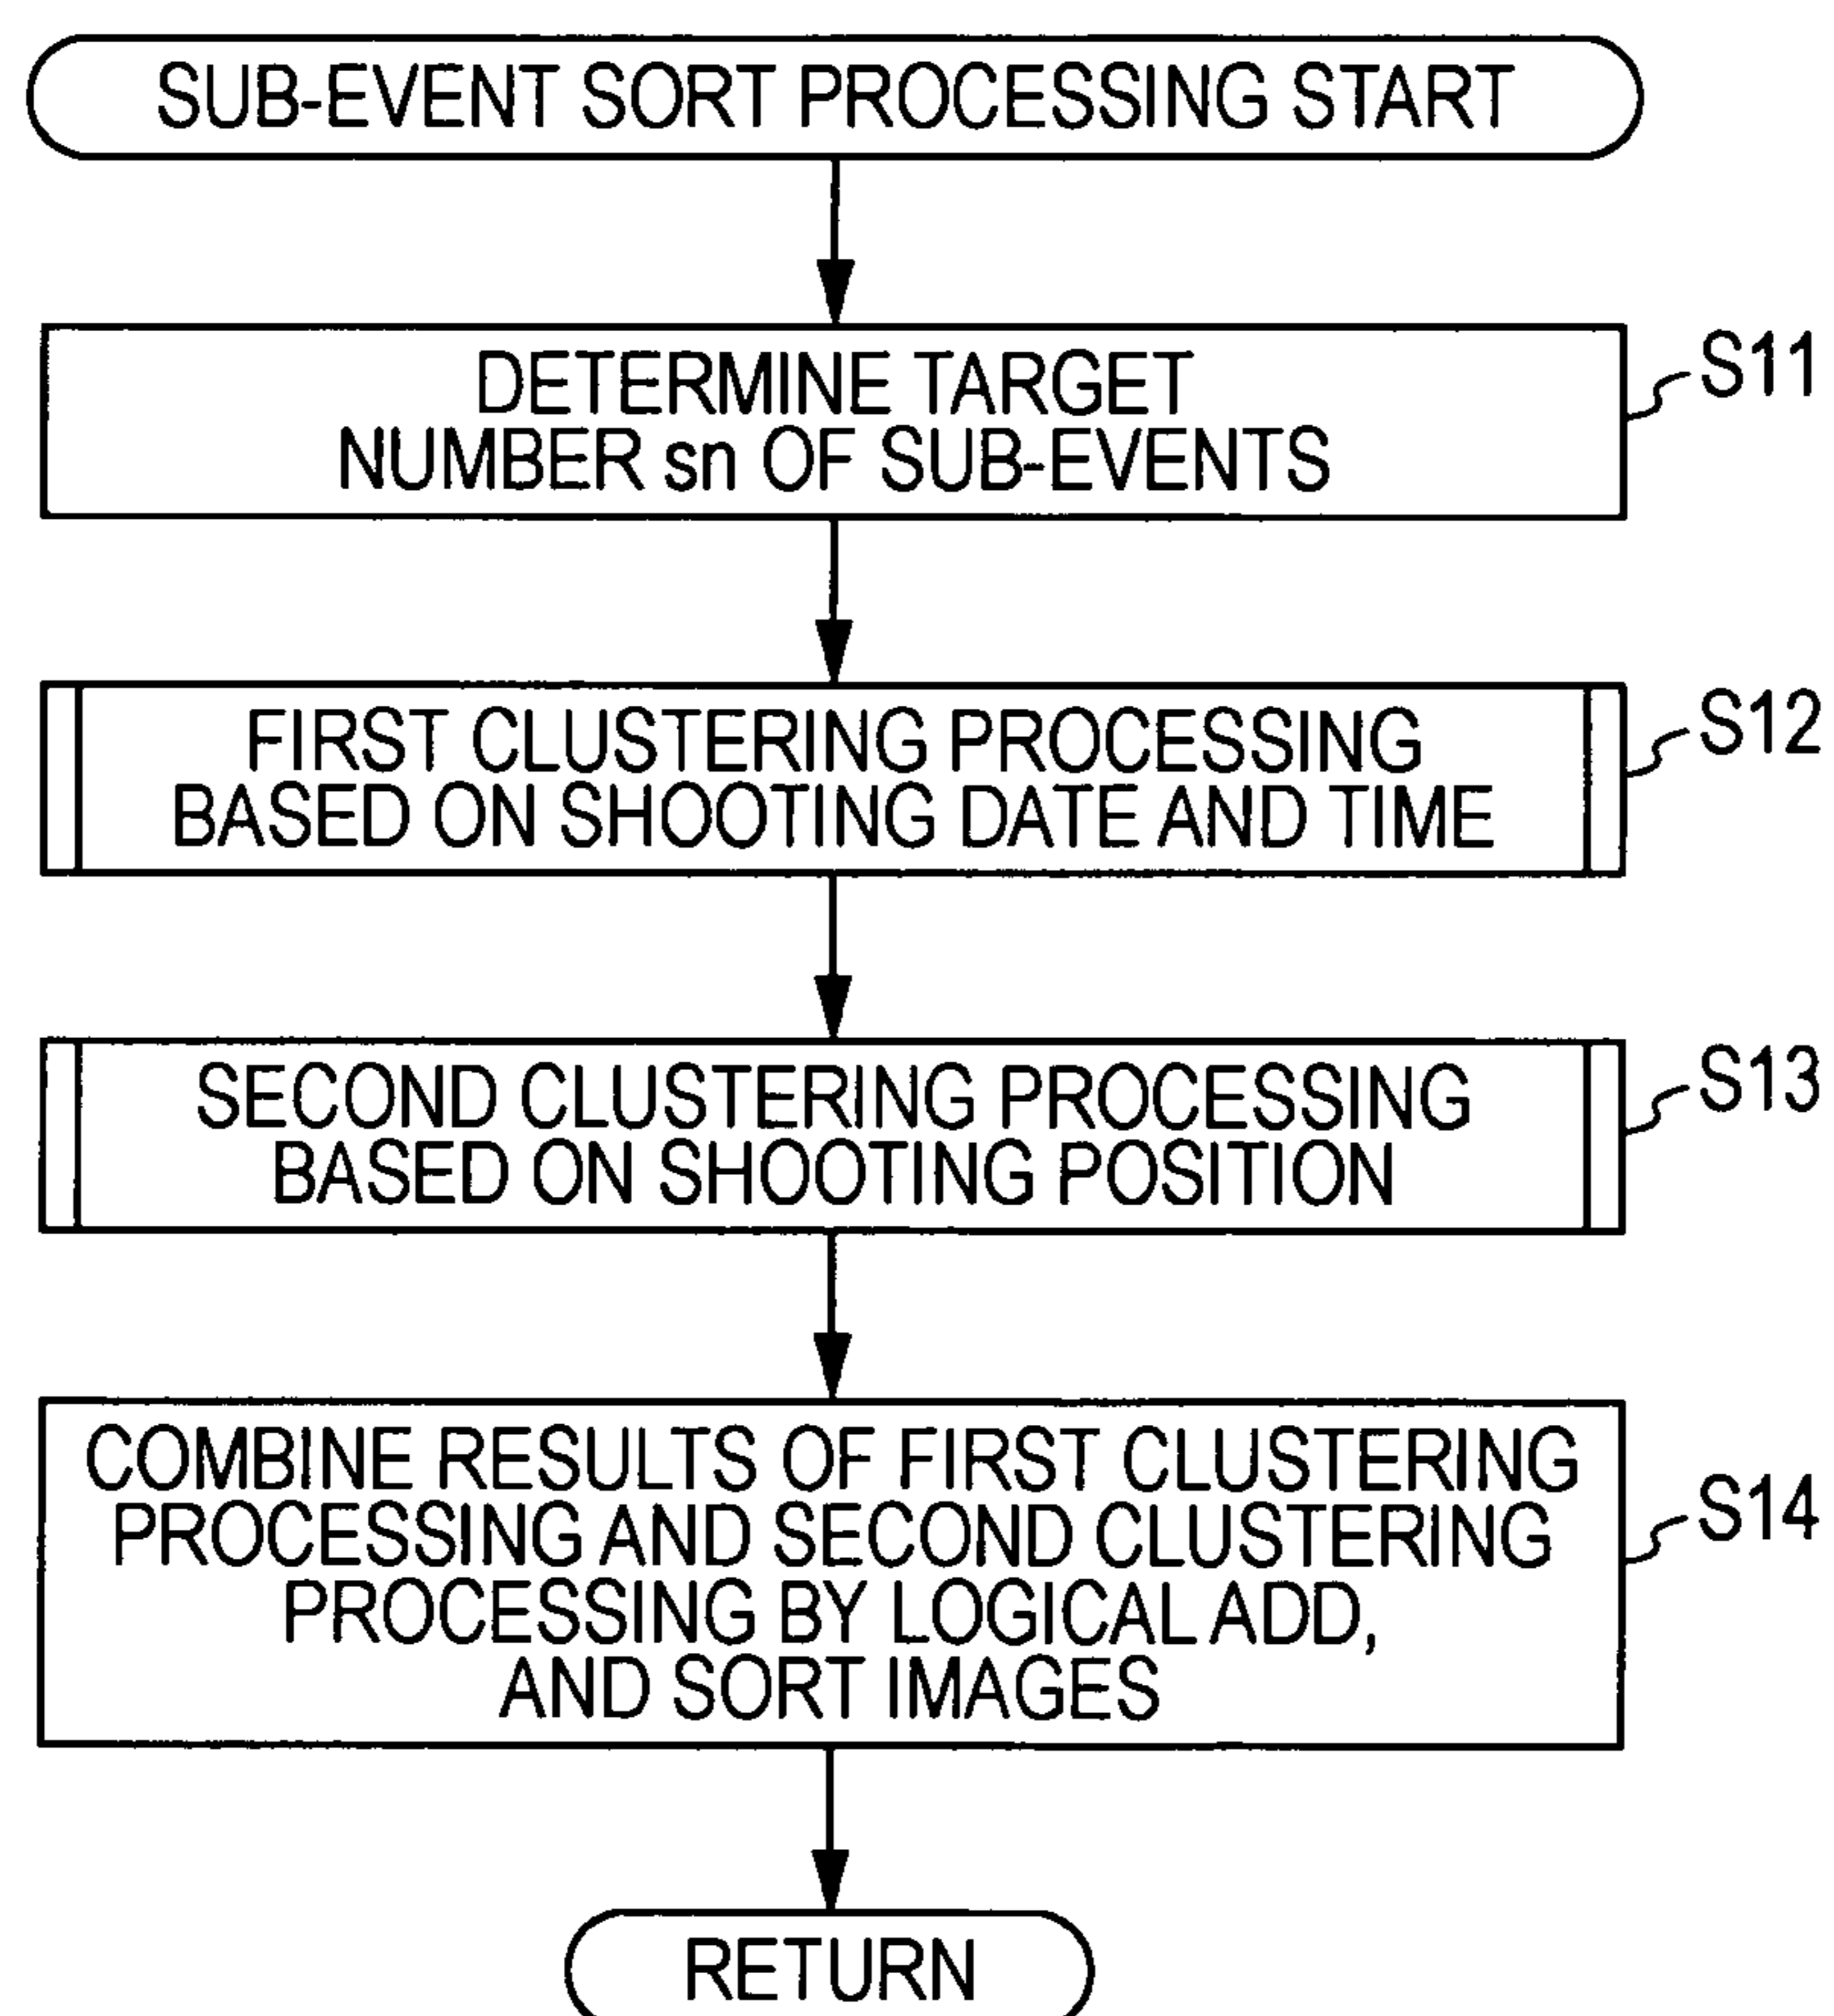 SUB-EVENT SORT PROCESSING START
DETERMINE TARGET
NUMBER sn OF SUB-EVENTS
S11
FIRST CLUSTERING PROCESSING
BASED ON SHOOTING DATE AND TIME
S12
SECOND CLUSTERING PROCESSING
BASED ON SHOOTING POSITION
S13
COMBINE RESULTS OF FIRST CLUSTERING
PROCESSING AND SECOND CLUSTERING
PROCESSING BY LOGICAL ADD,
AND SORT IMAGES
S14
RETURN